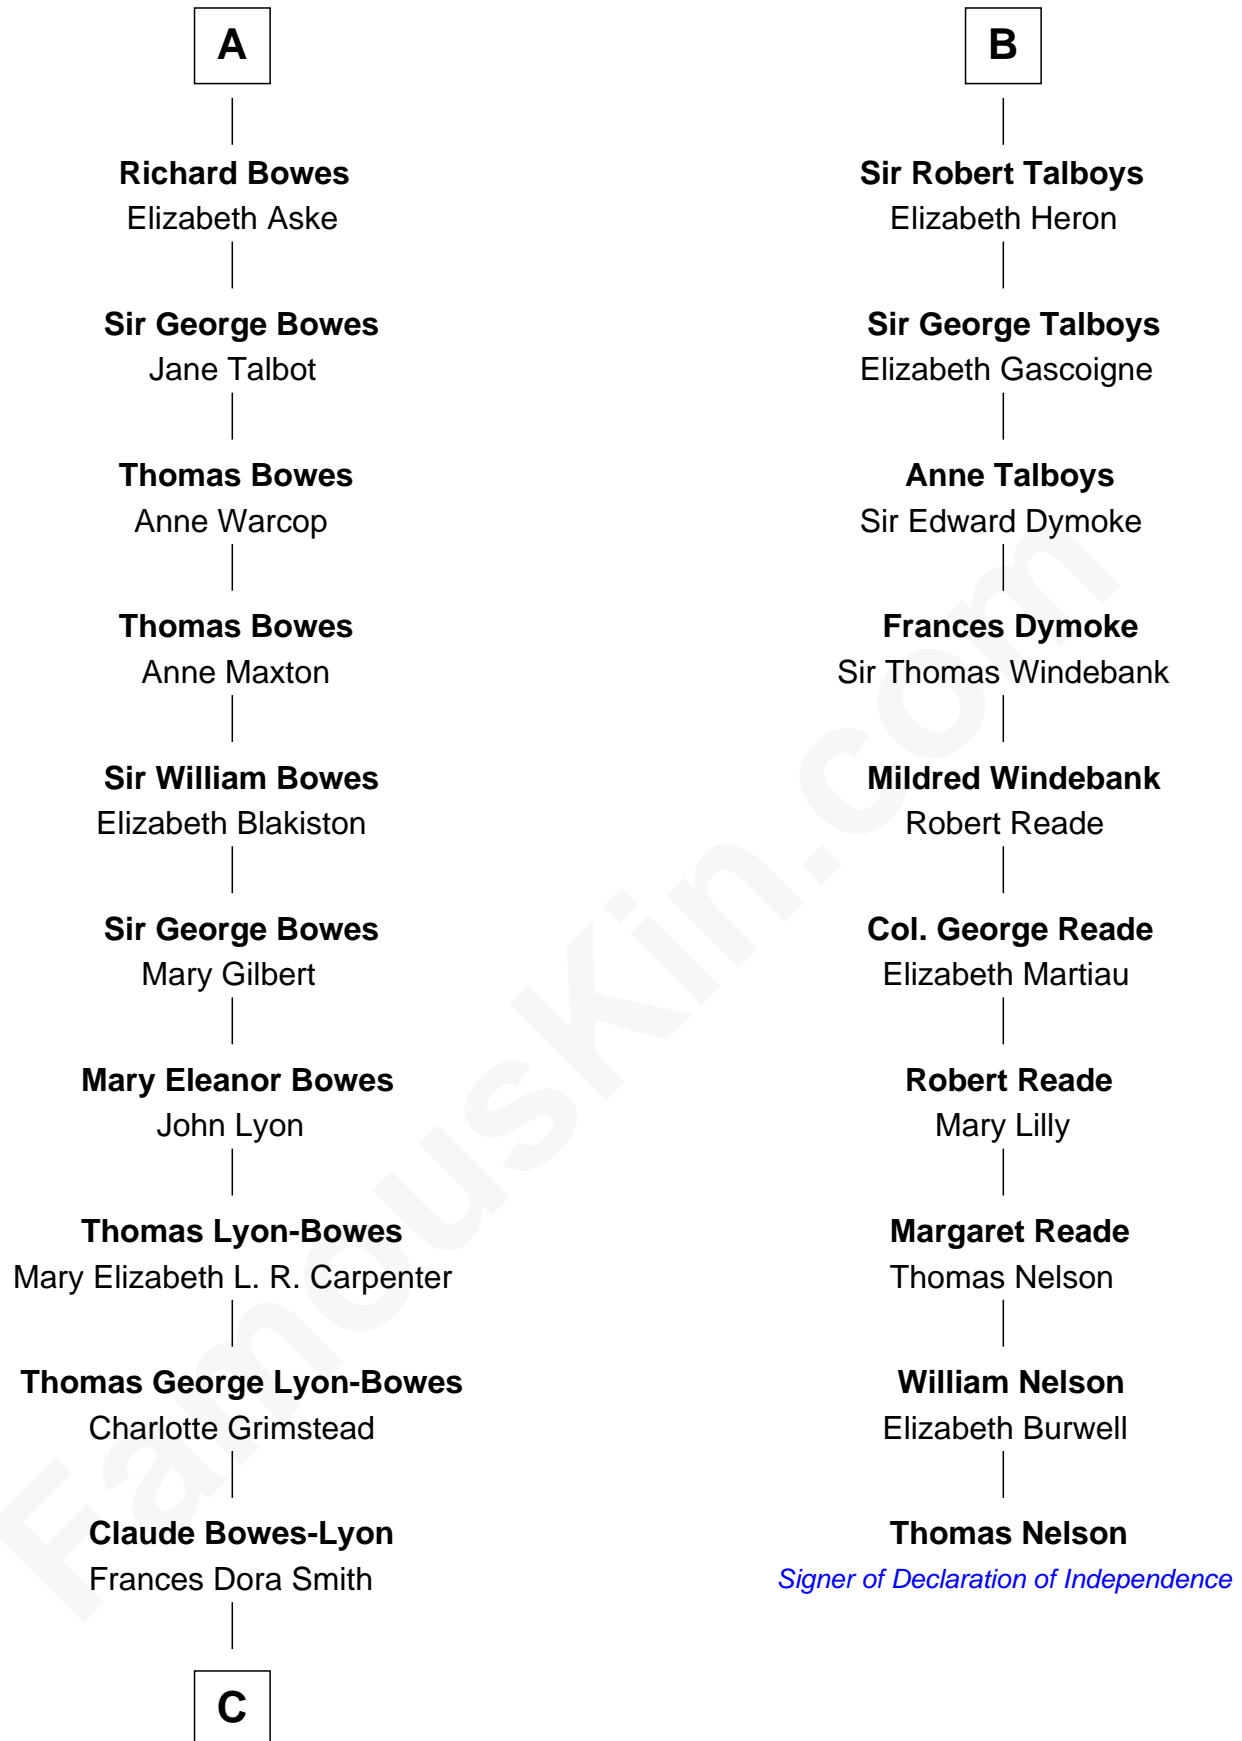 A
Richard Bowes
Elizabeth Aske
Sir George Bowes
Jane Talbot
Thomas Bowes
Anne Warcop
Thomas Bowes
Anne Maxton
Sir William Bowes
Elizabeth Blakiston
Sir George Bowes
Mary Gilbert
Mary Eleanor Bowes
John Lyon
Thomas Lyon-Bowes
Mary Elizabeth L. R. Carpenter
Thomas George Lyon-Bowes
Charlotte Grimstead
Claude Bowes-Lyon
Frances Dora Smith
C
B
Sir Robert Talboys
Elizabeth Heron
Sir George Talboys
Elizabeth Gascoigne
Anne Talboys
Sir Edward Dymoke
Frances Dymoke
Sir Thomas Windebank
Mildred Windebank
Robert Reade
Col. George Reade
Elizabeth Martiau
Robert Reade
Mary Lilly
Margaret Reade
Thomas Nelson
William Nelson
Elizabeth Burwell
Thomas Nelson
Signer of Declaration of Independence
FamousKin.com